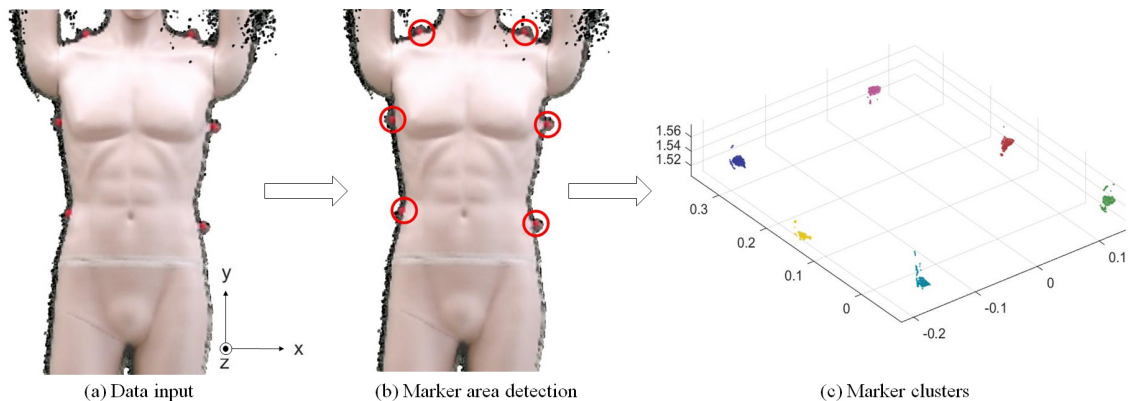 y
x
z
1.56
1.54
1.52
0.3
0.2
0.1
0
-0.2
-0.1
0
0.1
(a) Data input
(b) Marker area detection
(c) Marker clusters